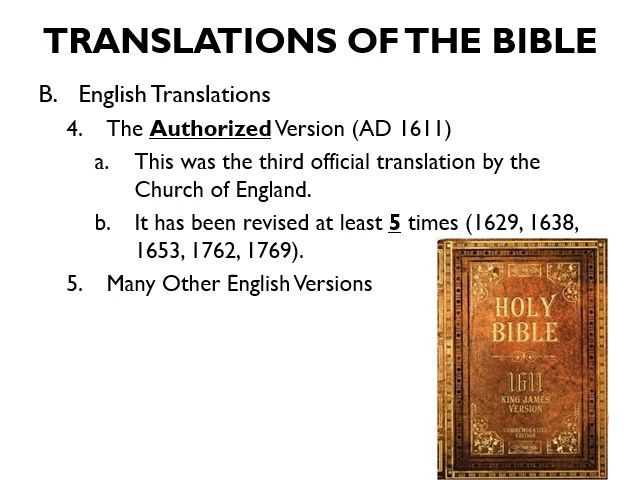 TRANSLATIONS OF THE BIBLE
B. English Translations
4. The Authorized Version (AD 1611)
a. This was the third official translation by the
Church of England.
b. It has been revised at least 5 times (1629, 1638,
1653, 1762, 1769).
5. Many Other English Versions
HOLY
BIBLE
1611
KING JAMES
VERSION
COMMEMORATIVE
EDITION